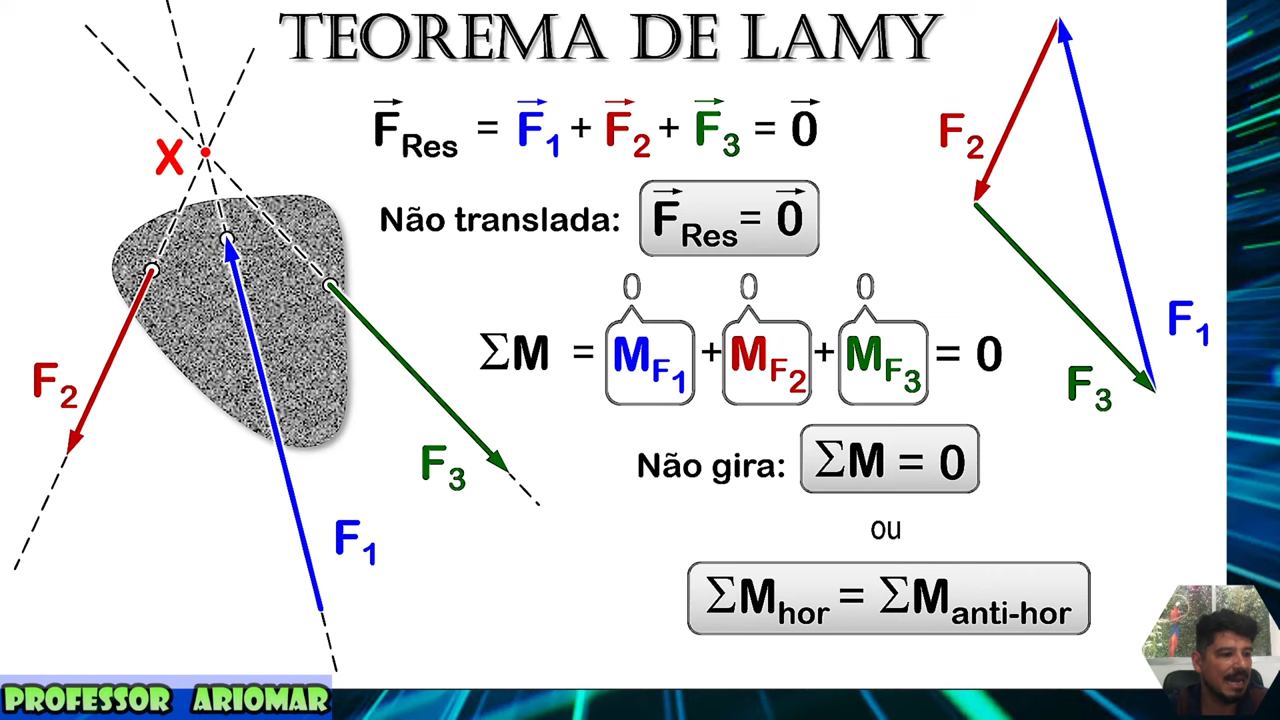 TEOREMA DE LAMY
F⃗Res = F⃗1 + F⃗2 + F⃗3 = 0⃗
X
Não translada: F⃗Res = 0⃗
0 0 0
ΣM = MF1 + MF2 + MF3 = 0
Não gira: ΣM = 0
ou
ΣMhor = ΣManti-hor
F2
F3
F1
F2
F1
F3
PROFESSOR ARIOMAR